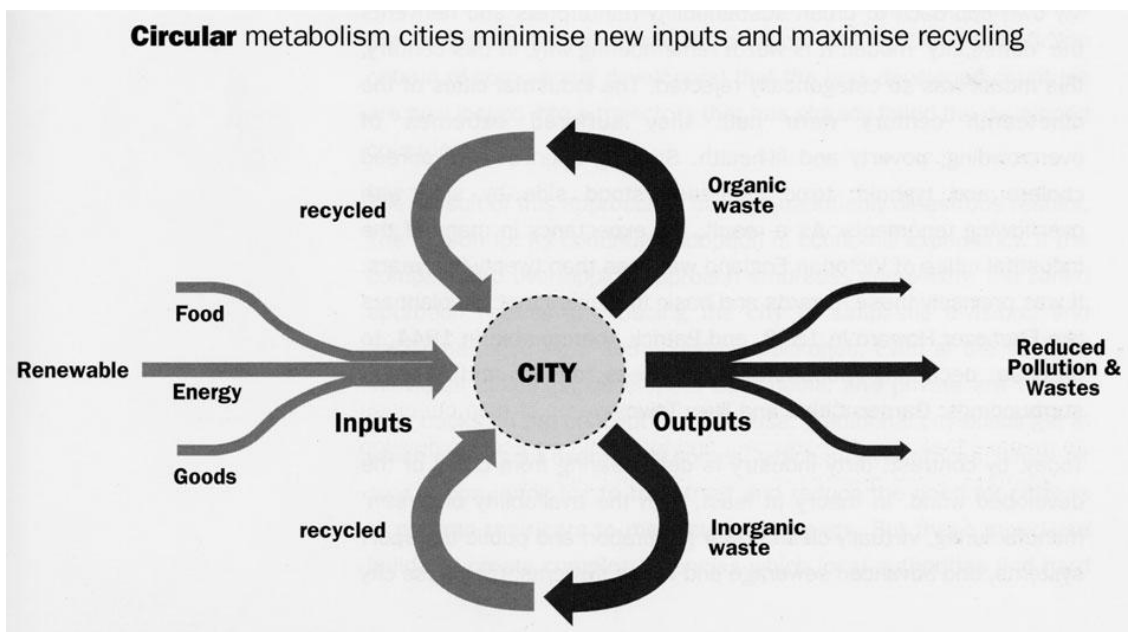 Circular metabolism cities minimise new inputs and maximise recycling
recycled
Organic
waste
Food
Renewable
Energy
Goods
Inputs
CITY
Outputs
Reduced
Pollution &
Wastes
recycled
Inorganic
waste